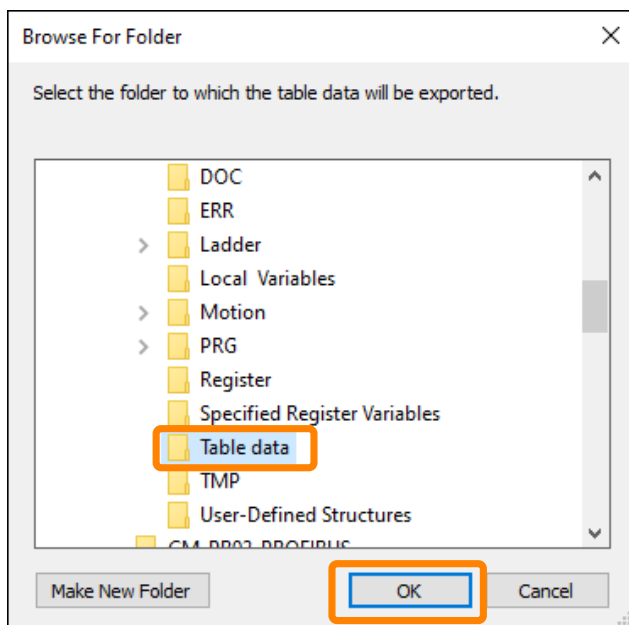 Browse For Folder
Select the folder to which the table data will be exported.
DOC
ERR
Ladder
Local Variables
Motion
PRG
Register
Specified Register Variables
Table data
TMP
User-Defined Structures
Make New Folder
OK
Cancel